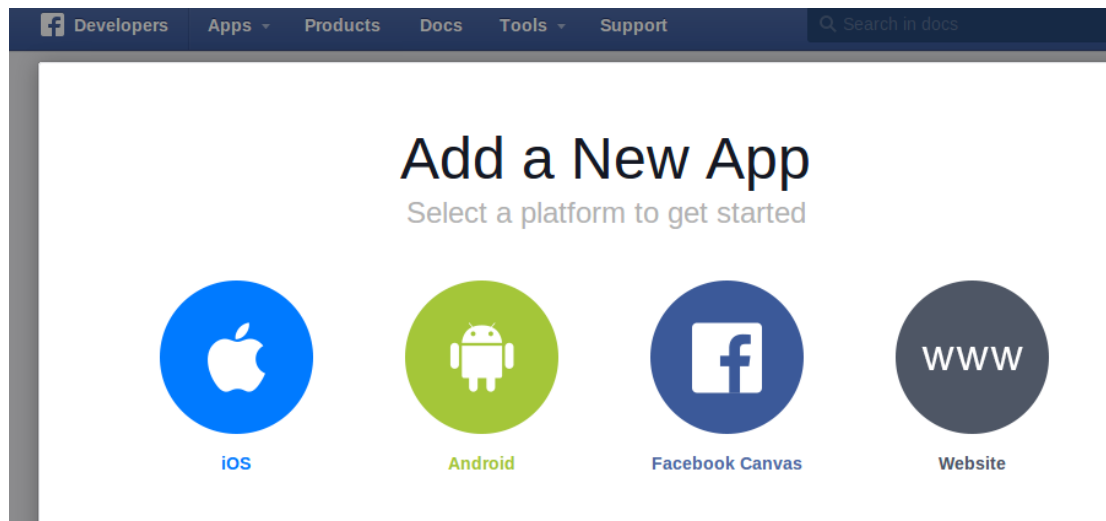 Developers Apps Products Docs Tools Support Search in docs
Add a New App
Select a platform to get started
www
iOS Android Facebook Canvas Website